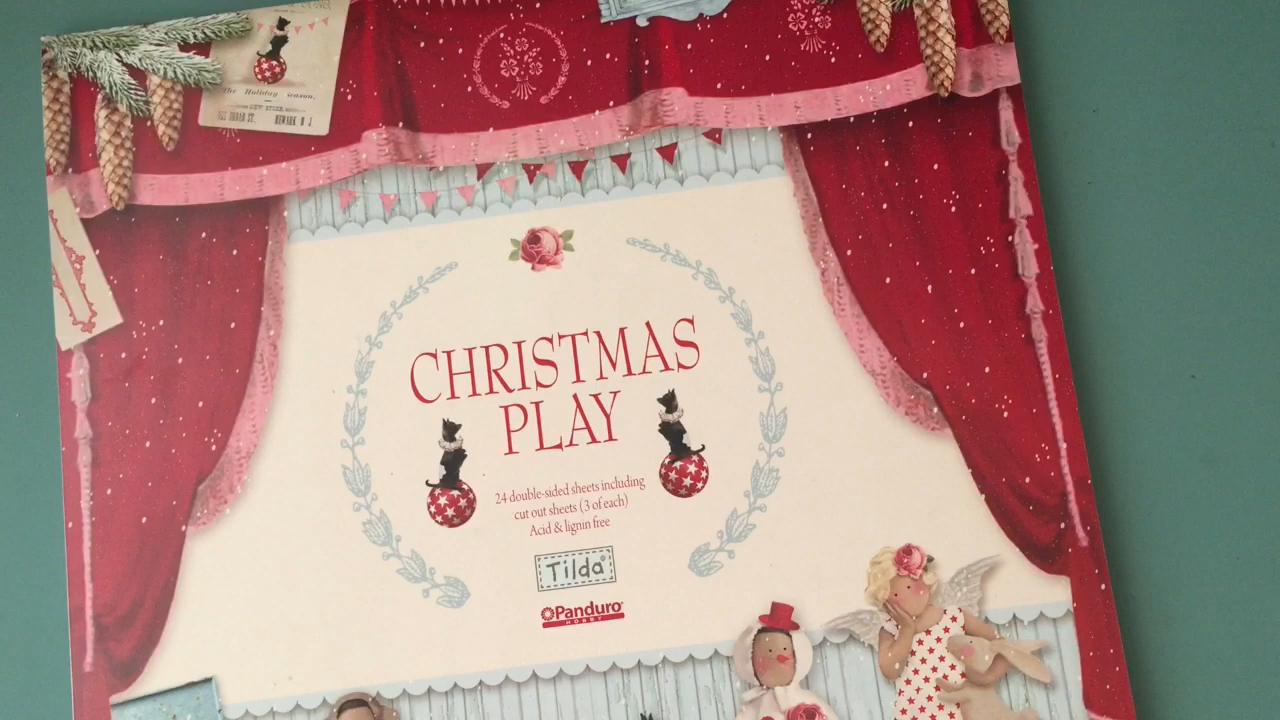 The Holiday Season,
NEWARK N J.
CHRISTMAS
PLAY
24 double-sided sheets including
cut out sheets (3 of each)
Acid & lignin free
Tilda®
Panduro®
HOBBY